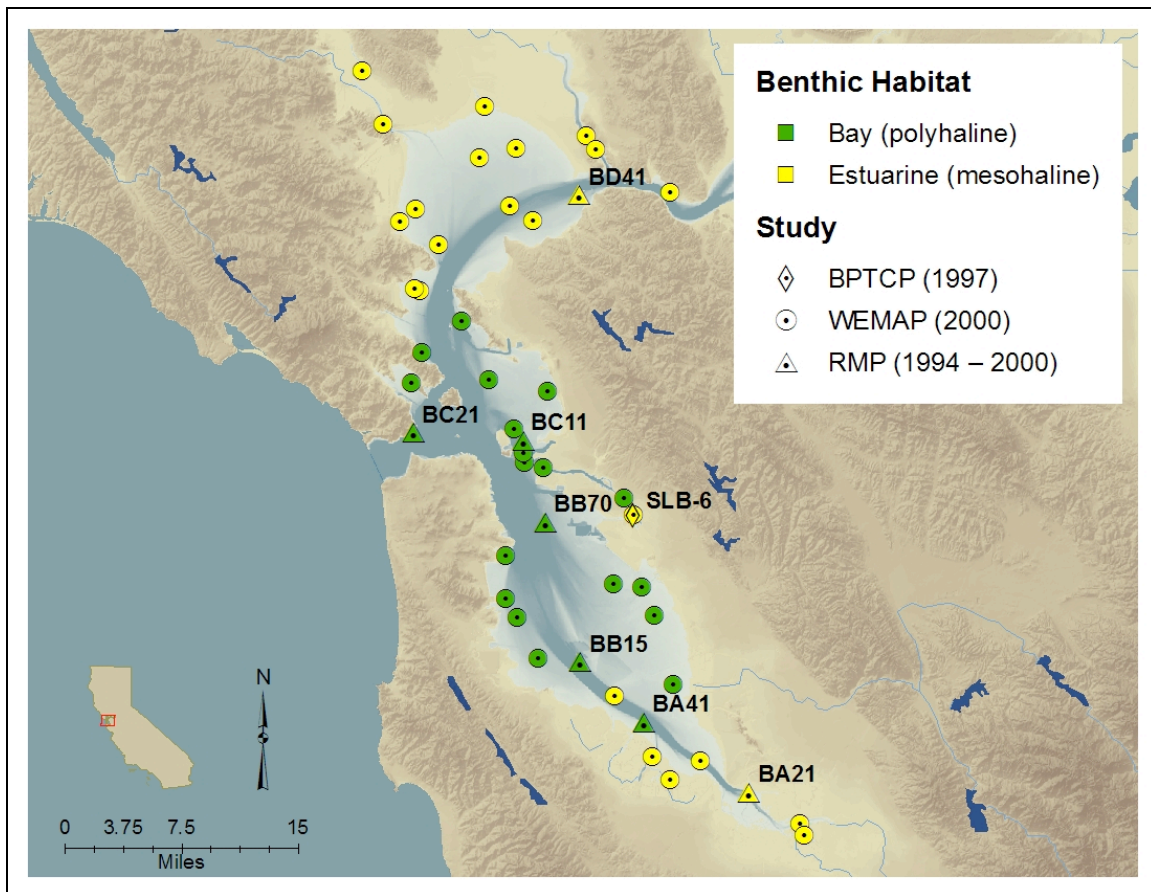 Benthic Habitat
Bay (polyhaline)
Estuarine (mesohaline)
Study
BPTCP (1997)
WEMAP (2000)
RMP (1994 – 2000)
BD41
BC21
BC11
BB70
SLB-6
BB15
BA41
BA21
N
0 3.75 7.5 15
Miles